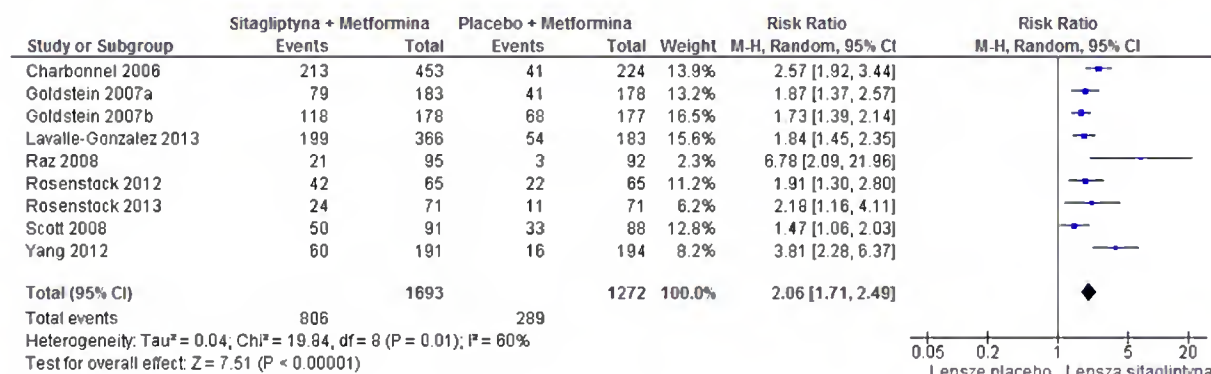 Sitagliptyna + Metformina Placebo + Metformina Risk Ratio Risk Ratio
Study or Subgroup Events Total Events Total Weight M-H, Random, 95% CI M-H, Random, 95% CI
Charbonnel 2006 213 453 41 224 13.9% 2.57 [1.92, 3.44]
Goldstein 2007a 79 183 41 178 13.2% 1.87 [1.37, 2.57]
Goldstein 2007b 118 178 68 177 16.5% 1.73 [1.39, 2.14]
Lavalle-Gonzalez 2013 199 366 54 183 15.6% 1.84 [1.45, 2.35]
Raz 2008 21 95 3 92 2.3% 6.78 [2.09, 21.96]
Rosenstock 2012 42 65 22 65 11.2% 1.91 [1.30, 2.80]
Rosenstock 2013 24 71 11 71 6.2% 2.18 [1.16, 4.11]
Scott 2008 50 91 33 88 12.8% 1.47 [1.06, 2.03]
Yang 2012 60 191 16 194 8.2% 3.81 [2.28, 6.37]
Total (95% CI) 1693 1272 100.0% 2.06 [1.71, 2.49]
Total events 806 289
Heterogeneity: Tau² = 0.04; Chi² = 19.84, df = 8 (P = 0.01); I² = 60%
Test for overall effect: Z = 7.51 (P < 0.00001)
0.05 0.2 1 5 20
Lepsze placebo Lepsza sitagliptyna